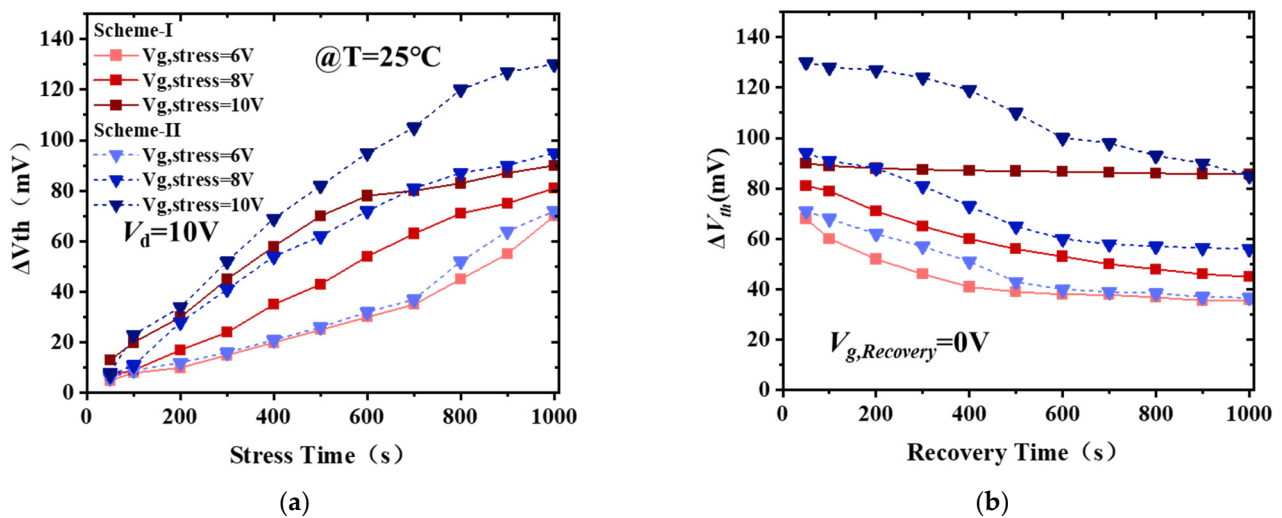 140
120
100
80
60
40
20
0
ΔVth（mV）
Scheme-I
Vg,stress=6V
Vg,stress=8V
Vg,stress=10V
Scheme-II
Vg,stress=6V
Vg,stress=8V
Vg,stress=10V
@T=25℃
Vd=10V
0 200 400 600 800 1000
Stress Time（s）
(a)
140
120
100
80
60
40
20
0
ΔVth(mV)
Vg,Recovery=0V
0 200 400 600 800 1000
Recovery Time（s）
(b)